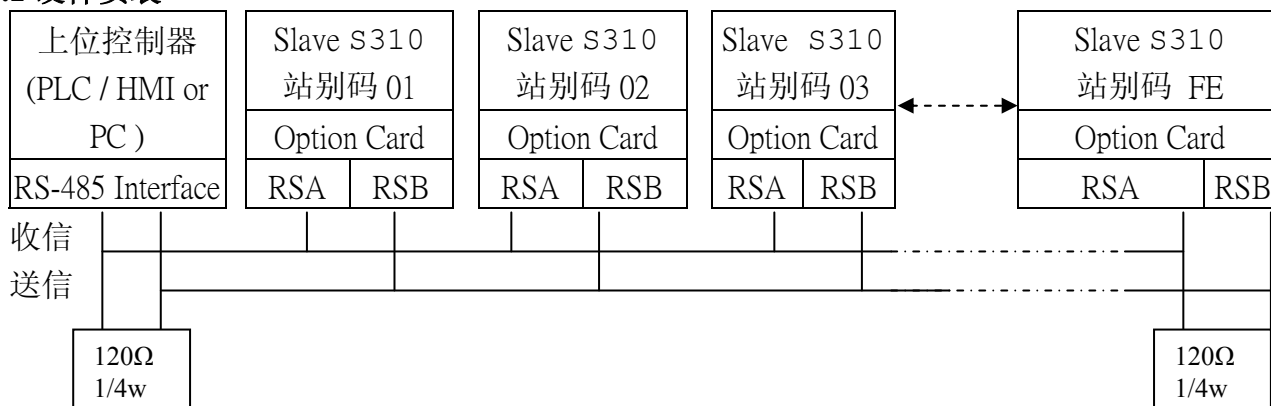 上位控制器
(PLC / HMI or
PC )
RS-485 Interface
Slave S310
站别码 01
Option Card
RSA RSB
Slave S310
站别码 02
Option Card
RSA RSB
Slave S310
站别码 03
Option Card
RSA RSB
Slave S310
站别码 FE
Option Card
RSA RSB
收信
送信
120Ω
1/4w
120Ω
1/4w